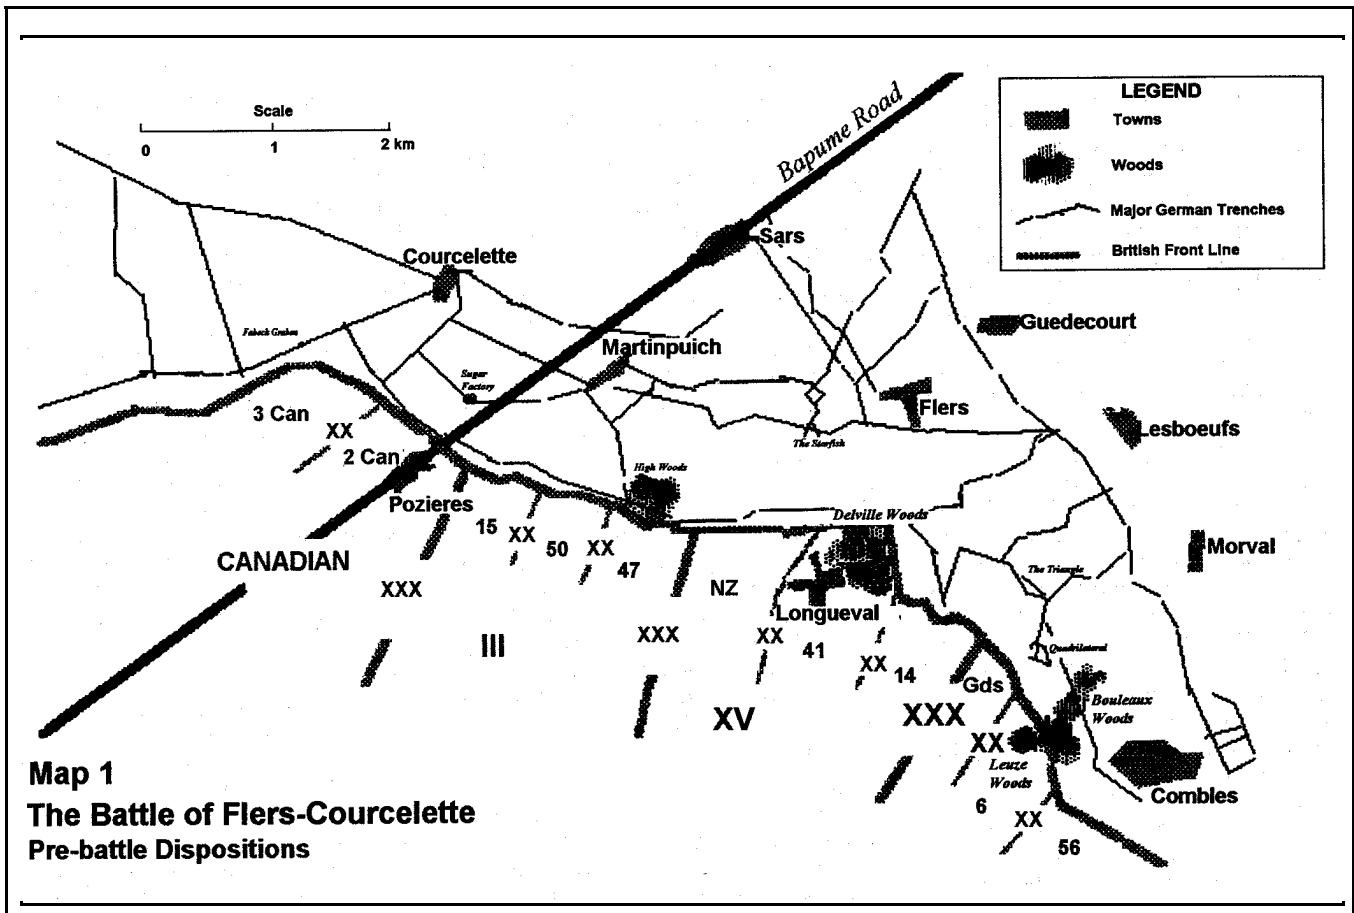 LEGEND
Towns
Woods
Major German Trenches
British Front Line
Scale
0 1 2 km
Bapume Road
Sars
Courcelette
Guedecourt
Fabeck Graben
Martinpuich
Sugar
Factory
Flers
3 Can
XX
The Starfish
Lesboeufs
2 Can
High Woods
Pozieres
15
XX
50
XX
47
Delville Woods
CANADIAN
XXX
NZ
Morval
The Triangle
Longueval
III
XXX
XX
41
XX
14
Quadrilateral
Gds
XV
XXX
Bouleaux
Woods
XX
Leuze
Woods
Combles
6
XX
56
Map 1
The Battle of Flers-Courcelette
Pre-battle Dispositions